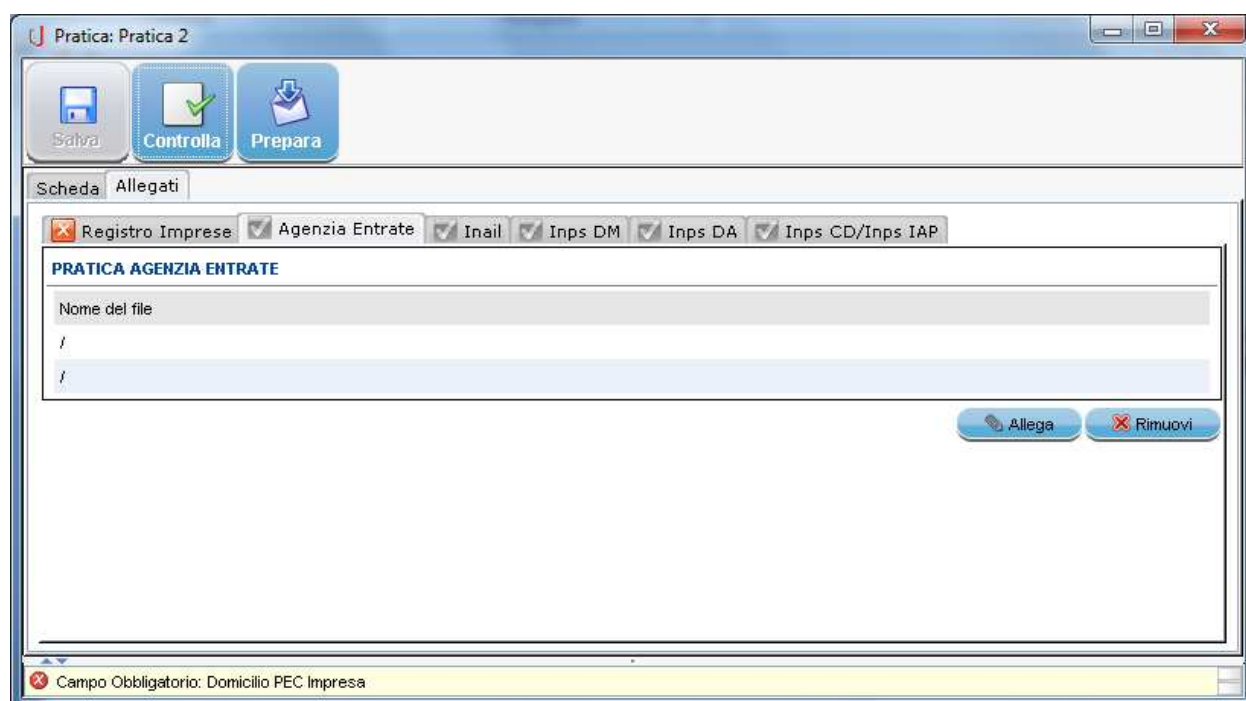 Pratica: Pratica 2
Salva Controlla Prepara
Scheda Allegati
Registro Imprese Agenzia Entrate Inail Inps DM Inps DA Inps CD/Inps IAP
PRATICA AGENZIA ENTRATE
Nome del file
/
/
Allega Rimuovi
Campo Obbligatorio: Domicilio PEC Impresa